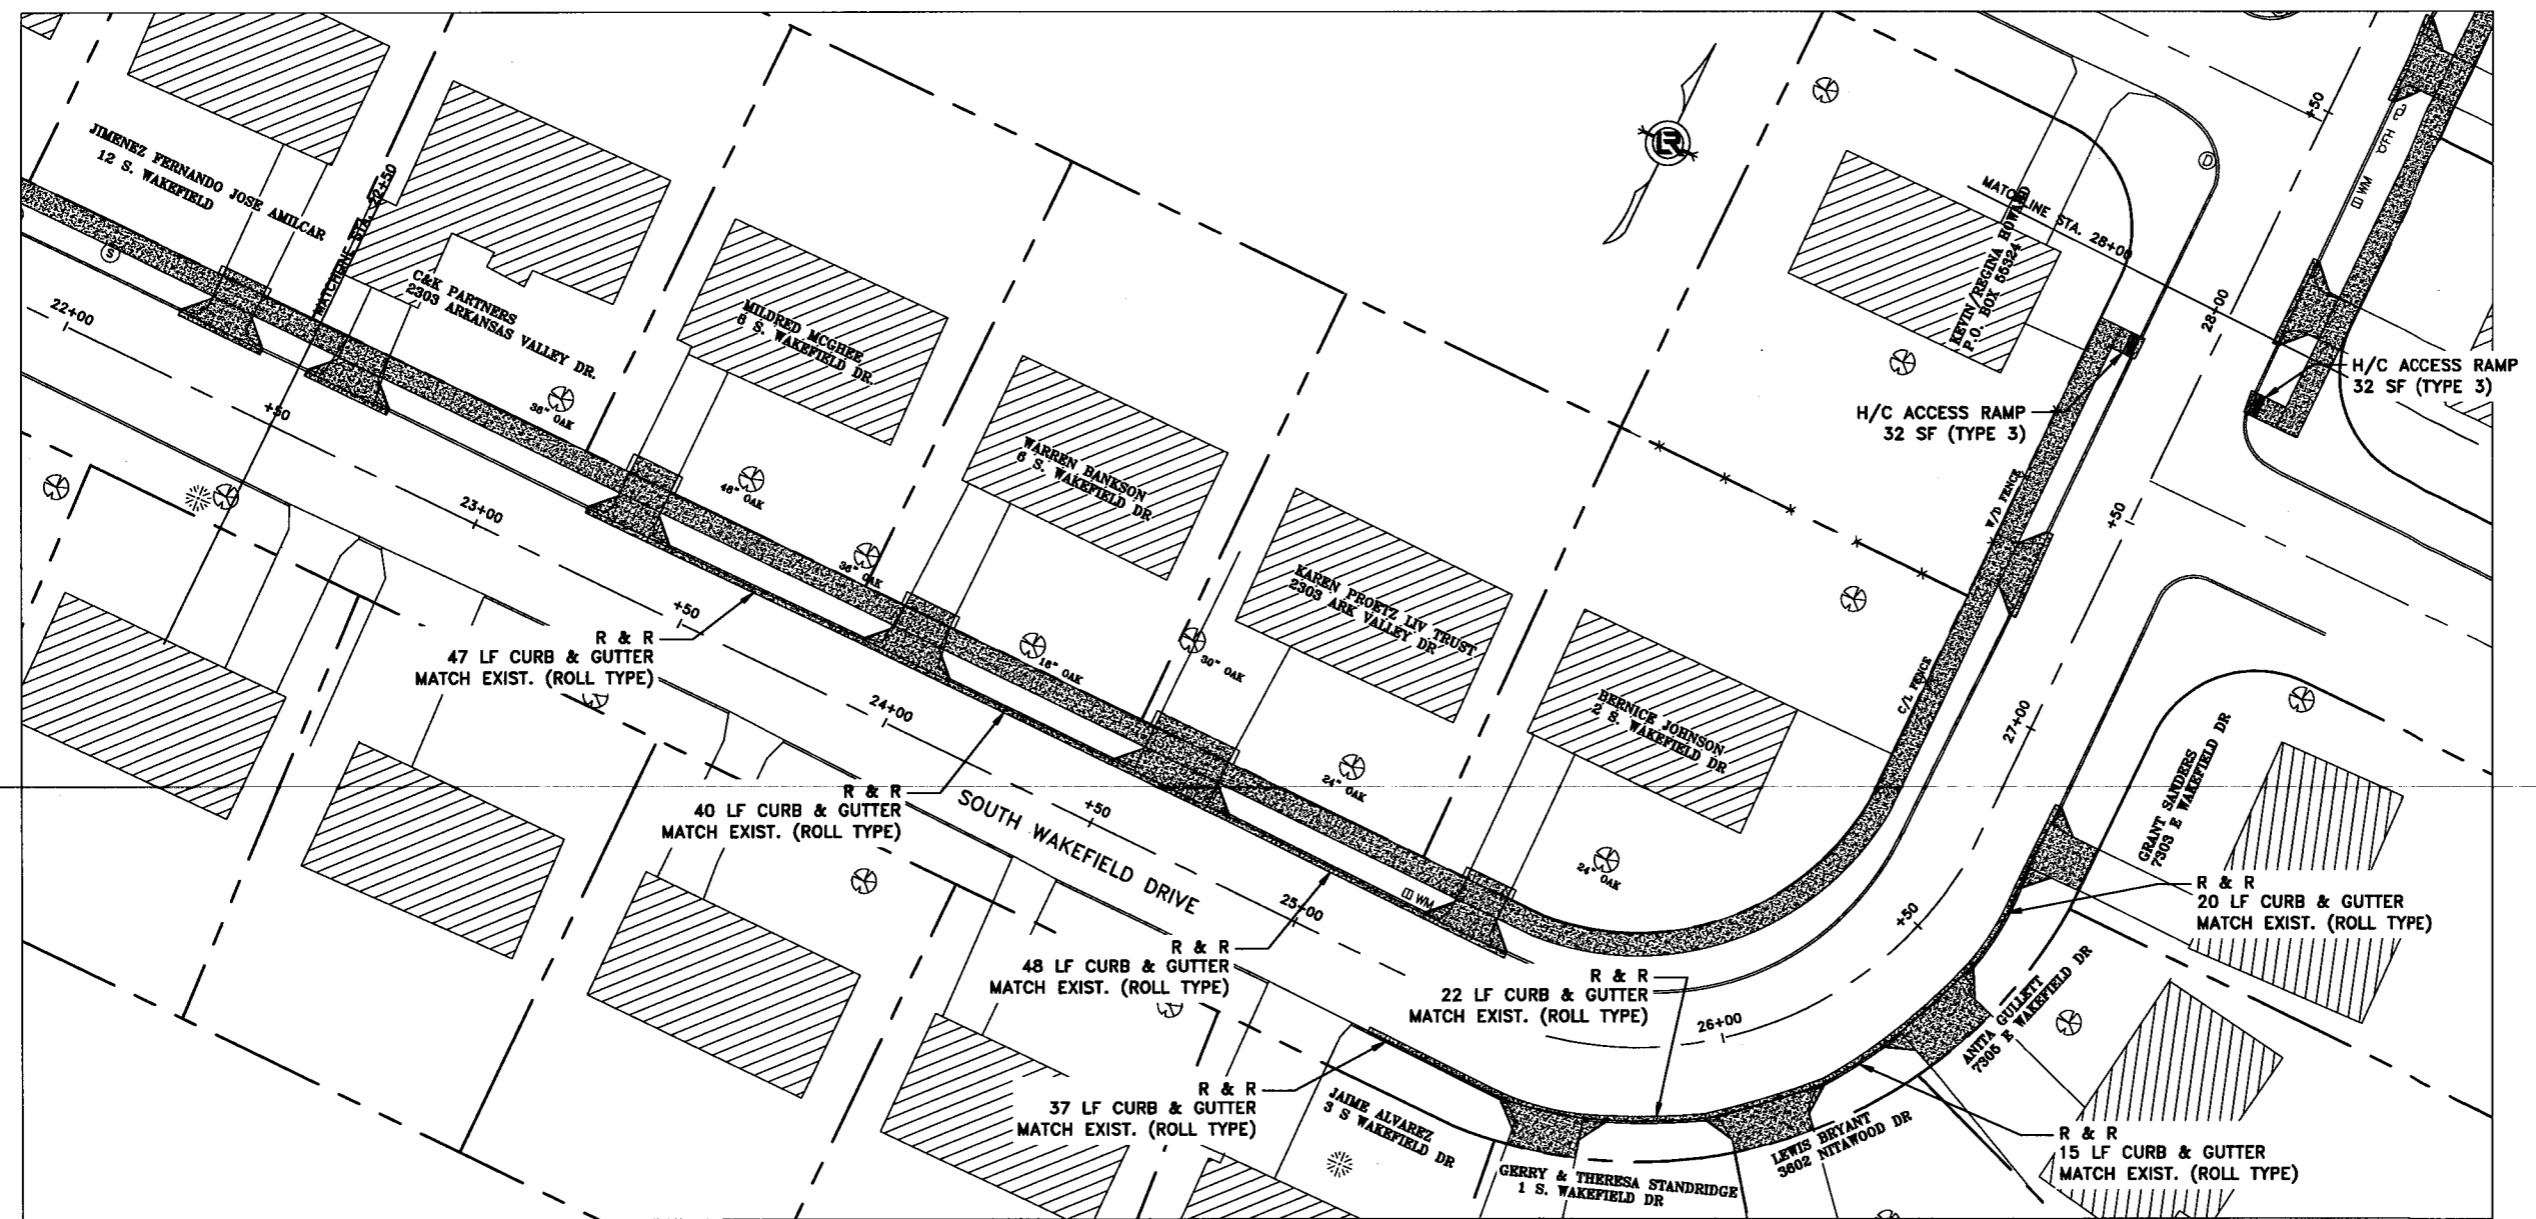 JIMENEZ FERNANDO JOSE AMILCAR
12 S. WAKEFIELD
MATCHLINE STA. 22+50
C&K PARTNERS
2303 ARKANSAS VALLEY DR.
MILDRED MCGHEE
8 S. WAKEFIELD DR.
WARREN BANKSON
6 S. WAKEFIELD DR
KAREN PROETZ LIV TRUST
2303 ARK VALLEY DR
BERNICE JOHNSON
2 S. WAKEFIELD DR
KEVIN/REGINA HOWARD
P.O. BOX 55324
MATCHLINE STA. 28+00
S
D
LR
WM
+50
28+00
H/C ACCESS RAMP
32 SF (TYPE 3)
H/C ACCESS RAMP
32 SF (TYPE 3)
W/D FENCE
C/L FENCE
+50
27+00
22+00
+50
23+00
+50
24+00
+50
25+00
26+00
+50
36" OAK
48" OAK
36" OAK
16" OAK
30" OAK
24" OAK
24" OAK
WM
SOUTH WAKEFIELD DRIVE
R & R
47 LF CURB & GUTTER
MATCH EXIST. (ROLL TYPE)
R & R
40 LF CURB & GUTTER
MATCH EXIST. (ROLL TYPE)
R & R
48 LF CURB & GUTTER
MATCH EXIST. (ROLL TYPE)
R & R
22 LF CURB & GUTTER
MATCH EXIST. (ROLL TYPE)
R & R
37 LF CURB & GUTTER
MATCH EXIST. (ROLL TYPE)
R & R
20 LF CURB & GUTTER
MATCH EXIST. (ROLL TYPE)
R & R
15 LF CURB & GUTTER
MATCH EXIST. (ROLL TYPE)
GRANT SANDERS
7303 E WAKEFIELD DR
ANITA GULLETT
7305 E WAKEFIELD DR
LEWIS BRYANT
3602 NITAWOOD DR
JAIME ALVAREZ
3 S WAKEFIELD DR
GERRY & THERESA STANDRIDGE
1 S. WAKEFIELD DR